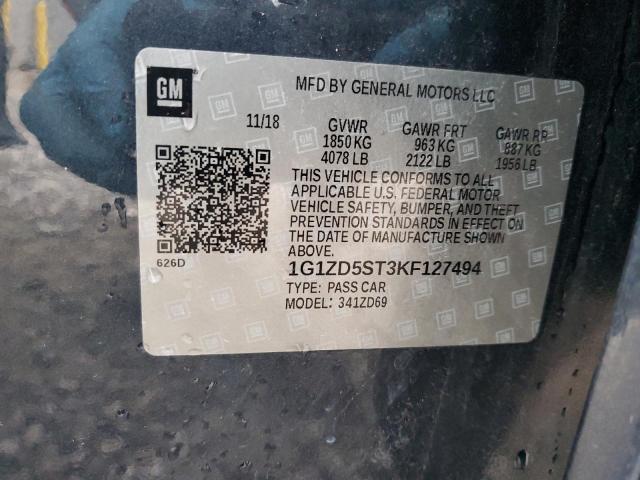 GM
MFD BY GENERAL MOTORS LLC
11/18 GVWR GAWR FRT GAWR RR
1850 KG 963 KG 887 KG
4078 LB 2122 LB 1956 LB
THIS VEHICLE CONFORMS TO ALL
APPLICABLE U.S. FEDERAL MOTOR
VEHICLE SAFETY, BUMPER, AND THEFT
PREVENTION STANDARDS IN EFFECT ON
THE DATE OF MANUFACTURE SHOWN
ABOVE.
626D
1G1ZD5ST3KF127494
TYPE: PASS CAR
MODEL: 341ZD69